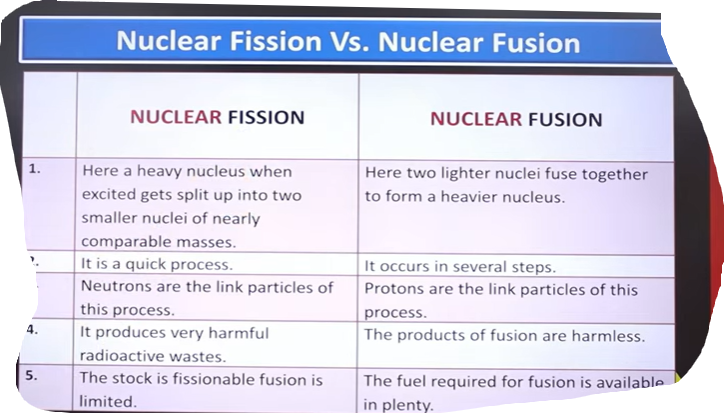 Nuclear Fission Vs. Nuclear Fusion
NUCLEAR FISSION
NUCLEAR FUSION
1.
Here a heavy nucleus when
excited gets split up into two
smaller nuclei of nearly
comparable masses.
Here two lighter nuclei fuse together
to form a heavier nucleus.
It is a quick process.
It occurs in several steps.
Neutrons are the link particles of
this process.
Protons are the link particles of this
process.
4.
It produces very harmful
radioactive wastes.
The products of fusion are harmless.
5.
The stock is fissionable fusion is
limited.
The fuel required for fusion is available
in plenty.